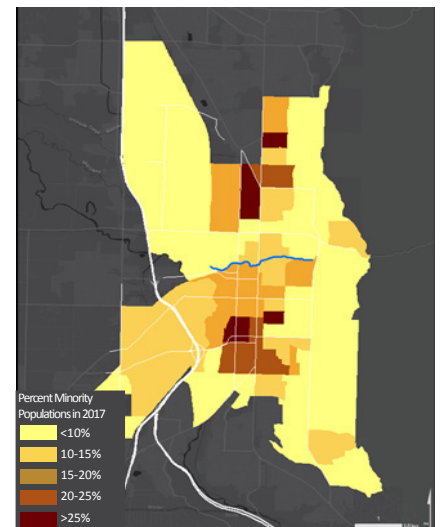 Percent Minority
Populations in 2017
<10%
10-15%
15-20%
20-25%
>25%